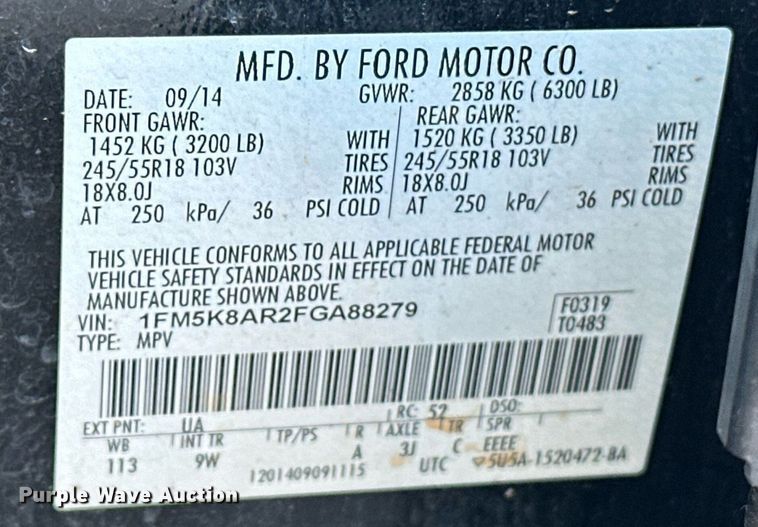 MFD. BY FORD MOTOR CO.
DATE: 09/14 GVWR: 2858 KG ( 6300 LB)
FRONT GAWR: REAR GAWR:
1452 KG ( 3200 LB) WITH 1520 KG ( 3350 LB) WITH
245/55R18 103V TIRES 245/55R18 103V TIRES
18X8.0J RIMS 18X8.0J RIMS
AT 250 kPa/ 36 PSI COLD AT 250 kPa/ 36 PSI COLD
THIS VEHICLE CONFORMS TO ALL APPLICABLE FEDERAL MOTOR
VEHICLE SAFETY STANDARDS IN EFFECT ON THE DATE OF
MANUFACTURE SHOWN ABOVE.
VIN: 1FM5K8AR2FGA88279 F0319
TYPE: MPV T0483
EXT PNT: UA RC: 52 DSO:
WB INT TR TP/PS R AXLE TR SPR
113 9W A 3J C EEEE
1201409091115 UTC 5U5A-1520472-BA
Purple Wave Auction